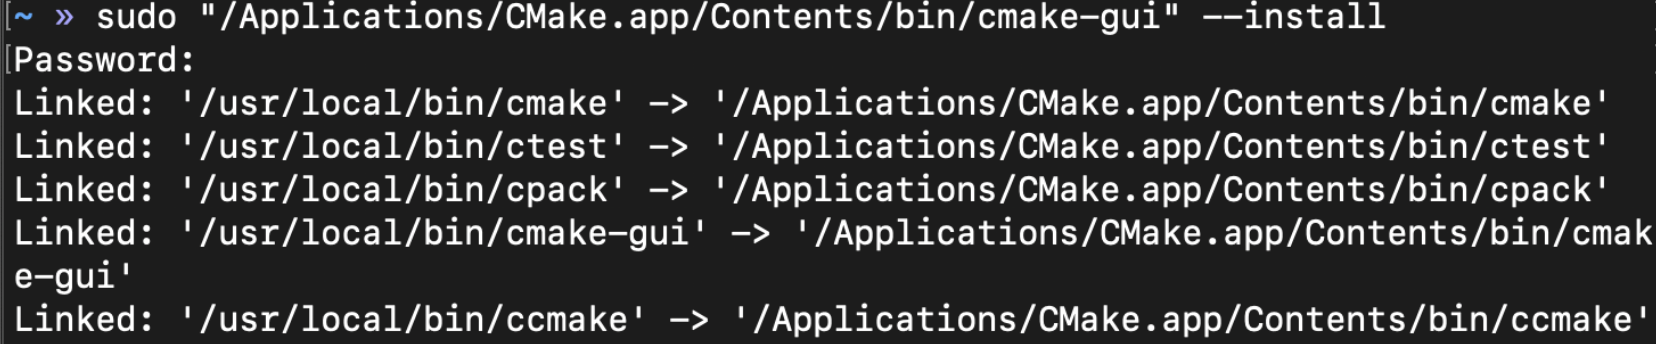 [~ » sudo "/Applications/CMake.app/Contents/bin/cmake-gui" --install
[Password:
Linked: '/usr/local/bin/cmake' -> '/Applications/CMake.app/Contents/bin/cmake'
Linked: '/usr/local/bin/ctest' -> '/Applications/CMake.app/Contents/bin/ctest'
Linked: '/usr/local/bin/cpack' -> '/Applications/CMake.app/Contents/bin/cpack'
Linked: '/usr/local/bin/cmake-gui' -> '/Applications/CMake.app/Contents/bin/cmak
e-gui'
Linked: '/usr/local/bin/ccmake' -> '/Applications/CMake.app/Contents/bin/ccmake'